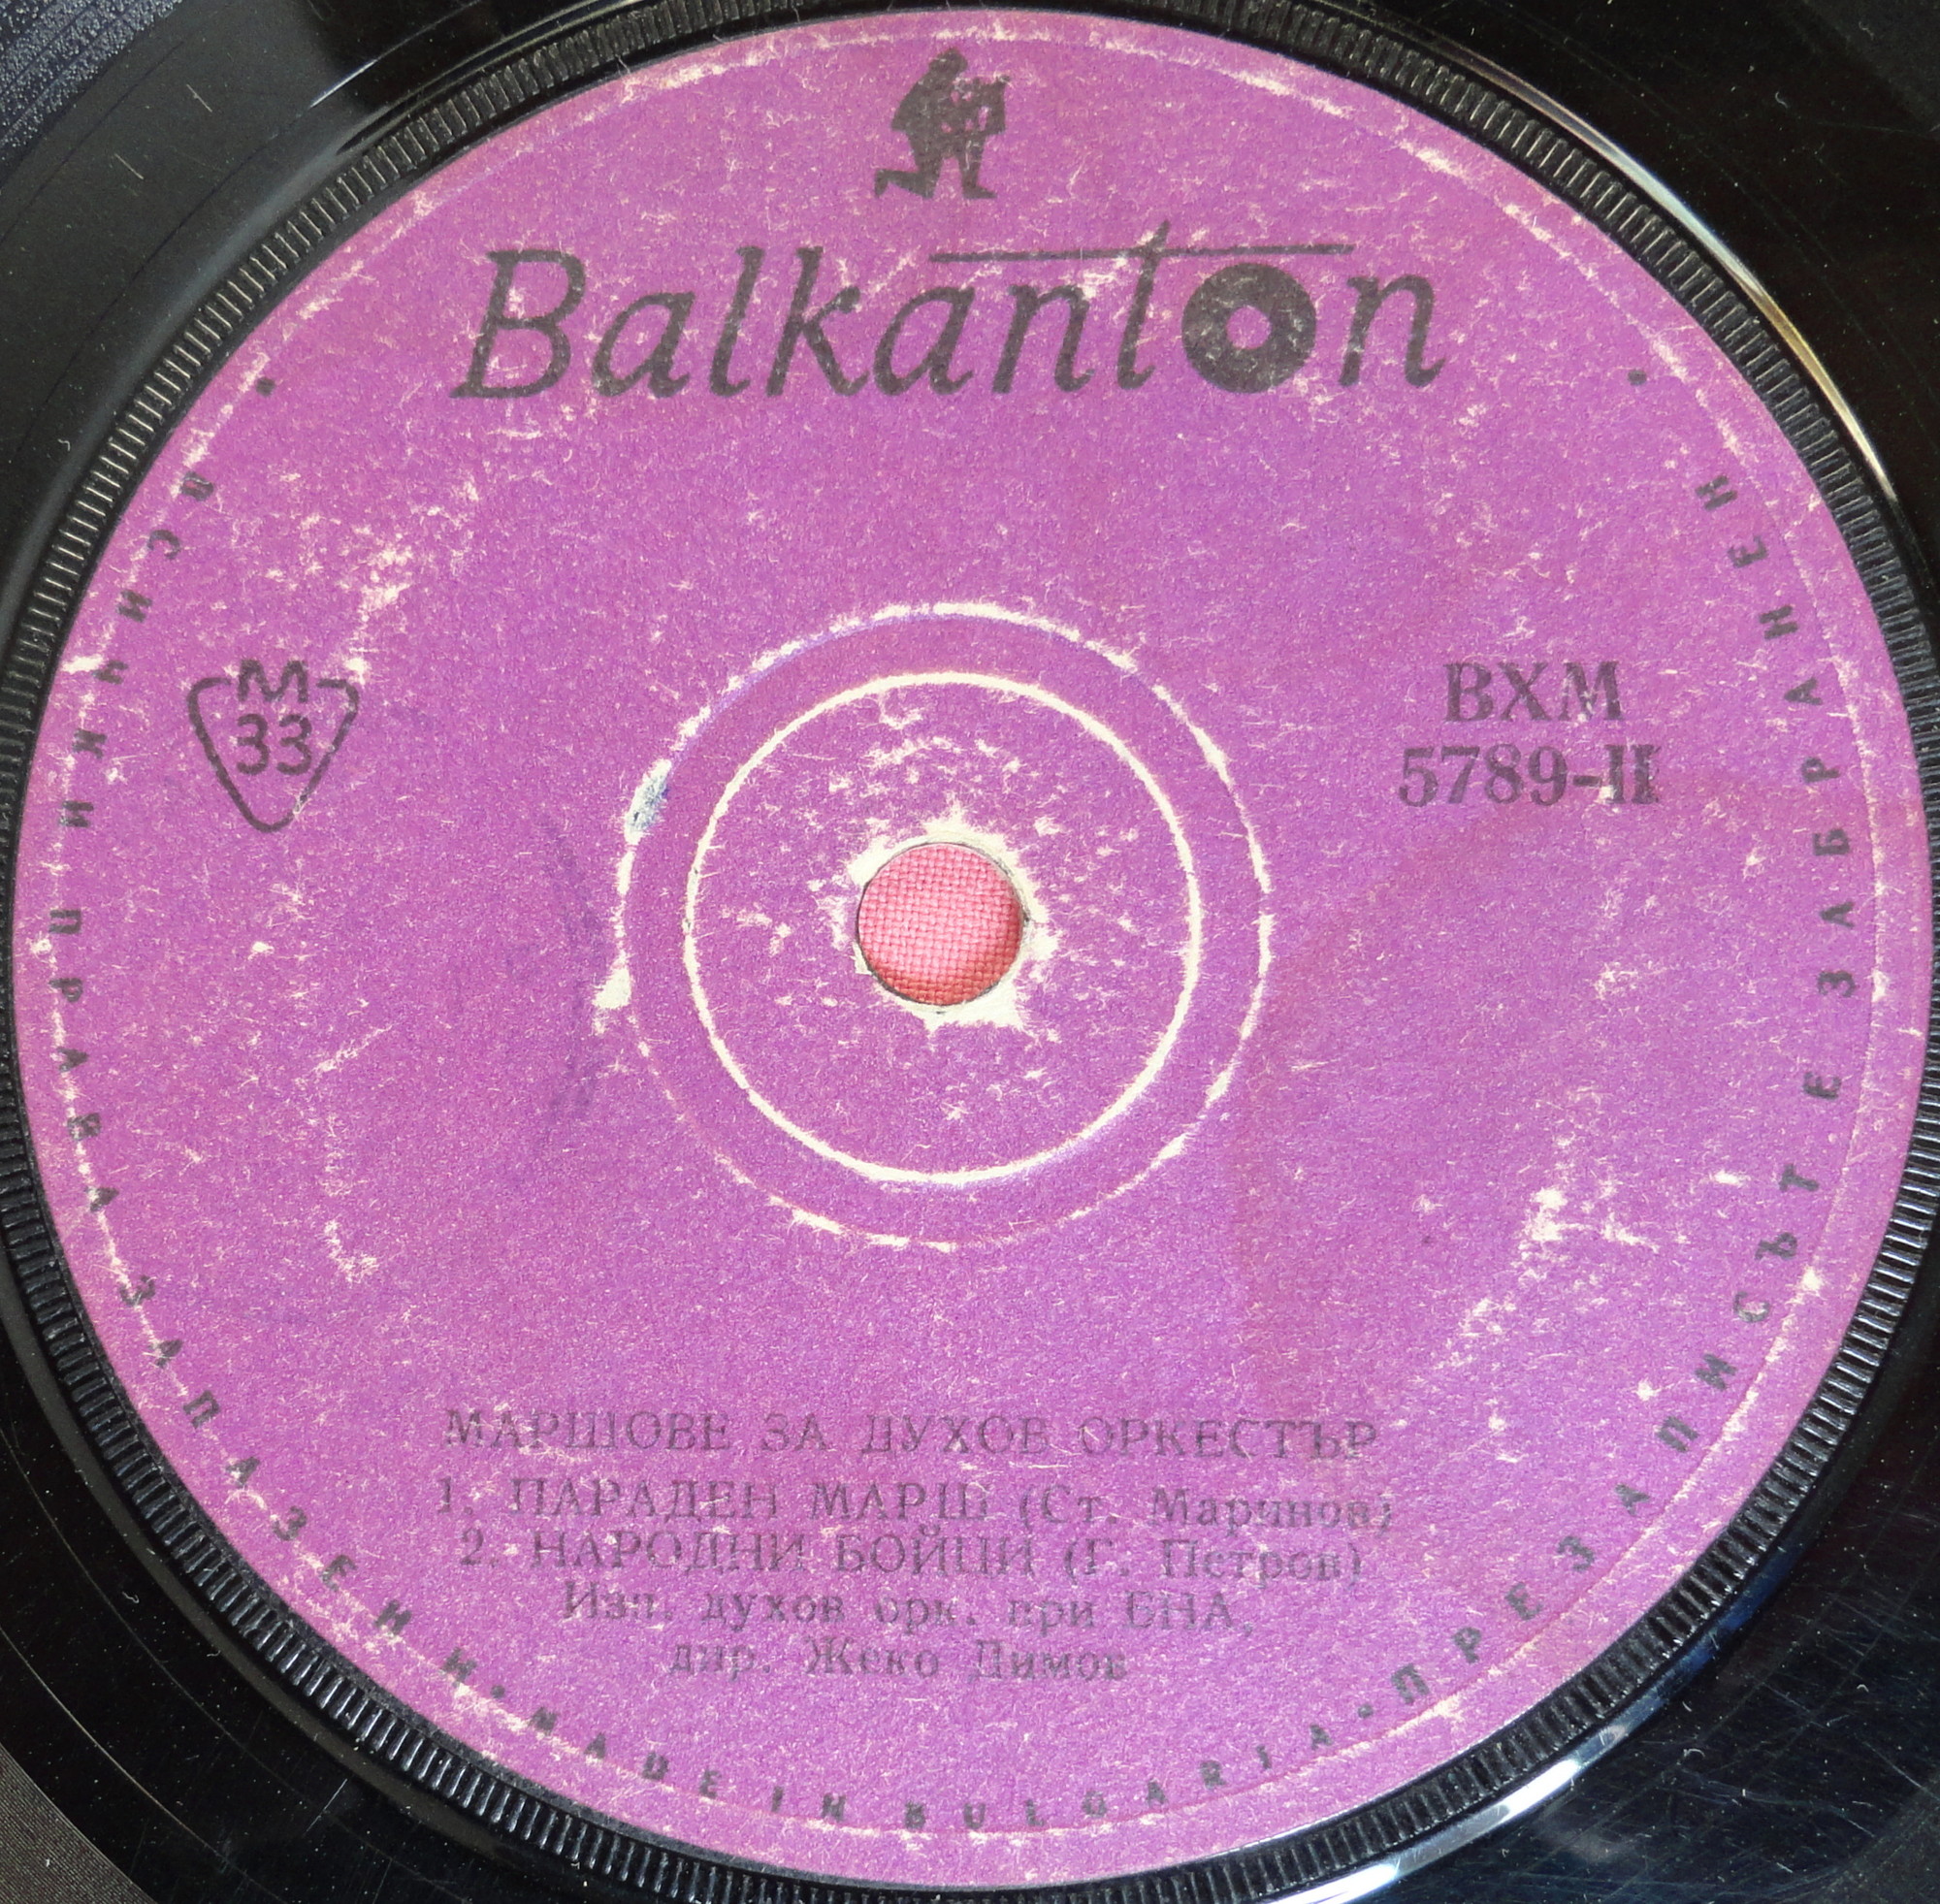 Balkanton
M
33
ВХМ
5789-II
МАРШОВЕ ЗА ДУХОВ ОРКЕСТЪР
1. ПАРАДЕН МАРШ (Ст. Маринов)
2. НАРОДНИ БОЙЦИ (Г. Петров)
Изп. духов орк. при БНА,
дир. Жеко Димов
ВСИЧКИ ПРАВА ЗАПАЗЕНИ • MADE IN BULGARIA • ПРЕЗАПИСЪТ Е ЗАБРАНЕН